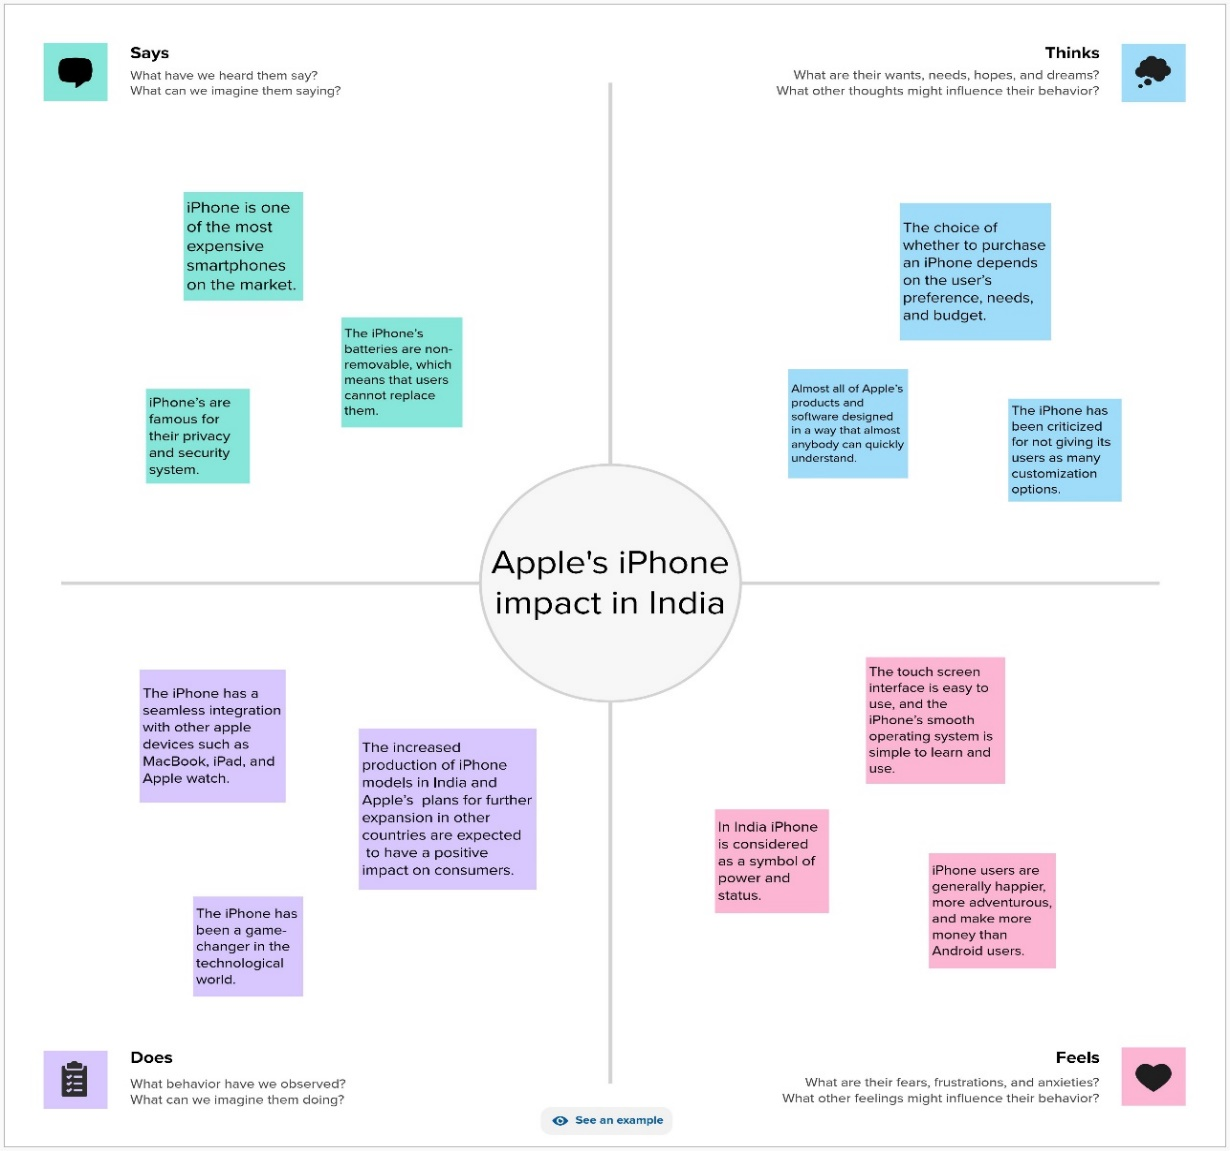 Says
What have we heard them say?
What can we imagine them saying?
Thinks
What are their wants, needs, hopes, and dreams?
What other thoughts might influence their behavior?
iPhone is one
of the most
expensive
smartphones
on the market.
The iPhone's
batteries are non-
removable, which
means that users
cannot replace
them.
iPhone's are
famous for
their privacy
and security
system.
The choice of
whether to purchase
an iPhone depends
on the user's
preference, needs,
and budget.
Almost all of Apple's
products and
software designed
in a way that almost
anybody can quickly
understand.
The iPhone has
been criticized
for not giving its
users as many
customization
options.
Apple's iPhone
impact in India
The iPhone has a
seamless integration
with other apple
devices such as
MacBook, iPad, and
Apple watch.
The increased
production of iPhone
models in India and
Apple's plans for further
expansion in other
countries are expected
to have a positive
impact on consumers.
The iPhone has
been a game-
changer in the
technological
world.
The touch screen
interface is easy to
use, and the
iPhone's smooth
operating system is
simple to learn and
use.
In India iPhone
is considered
as a symbol of
power and
status.
iPhone users are
generally happier,
more adventurous,
and make more
money than
Android users.
Does
What behavior have we observed?
What can we imagine them doing?
Feels
What are their fears, frustrations, and anxieties?
What other feelings might influence their behavior?
See an example